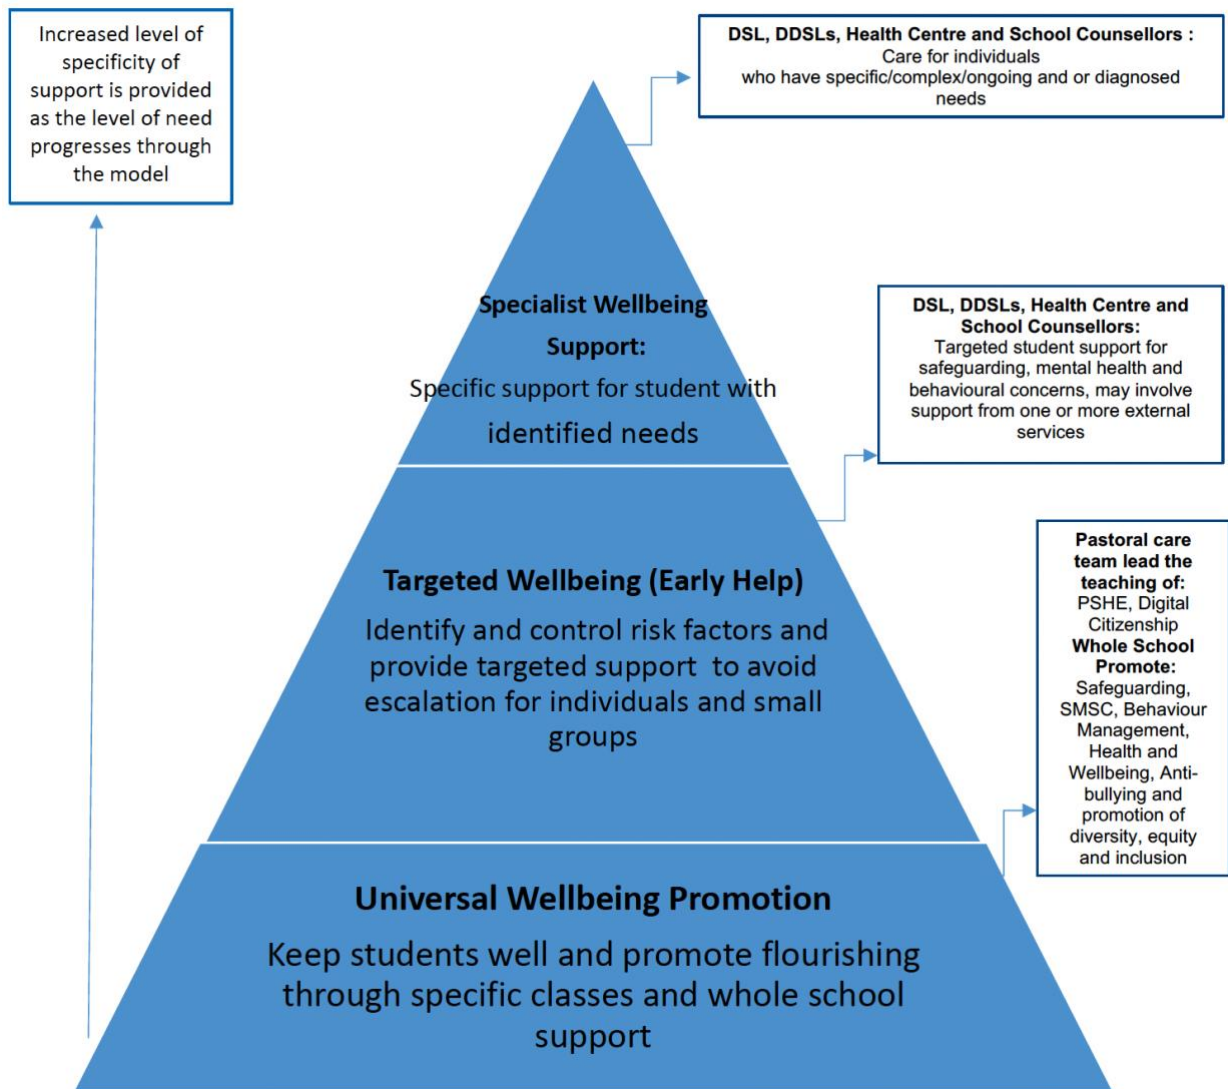 Increased level of
specificity of
support is provided
as the level of need
progresses through
the model
DSL, DDSLs, Health Centre and School Counsellors :
Care for individuals
who have specific/complex/ongoing and or diagnosed
needs
Specialist Wellbeing
Support:
Specific support for student with
identified needs
DSL, DDSLs, Health Centre and
School Counsellors:
Targeted student support for
safeguarding, mental health and
behavioural concerns, may involve
support from one or more external
services
Targeted Wellbeing (Early Help)
Identify and control risk factors and
provide targeted support to avoid
escalation for individuals and small
groups
Pastoral care
team lead the
teaching of:
PSHE, Digital
Citizenship
Whole School
Promote:
Safeguarding,
SMSC, Behaviour
Management,
Health and
Wellbeing, Anti-
bullying and
promotion of
diversity, equity
and inclusion
Universal Wellbeing Promotion
Keep students well and promote flourishing
through specific classes and whole school
support